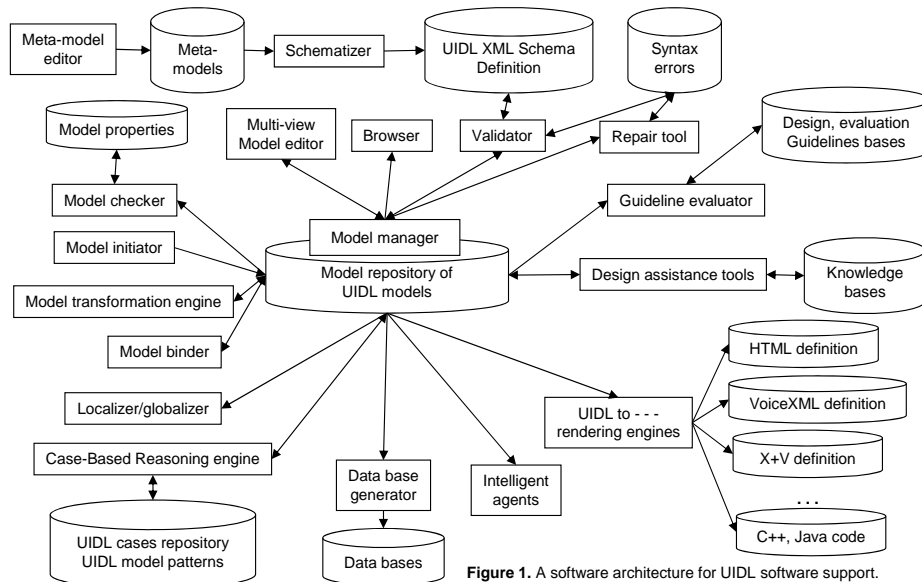 Meta-model
editor
Meta-
models
Schematizer
UIDL XML Schema
Definition
Syntax
errors
Model properties
Multi-view
Model editor
Browser
Validator
Repair tool
Design, evaluation
Guidelines bases
Model checker
Guideline evaluator
Model initiator
Model manager
Model repository of
UIDL models
Design assistance tools
Knowledge
bases
Model transformation engine
Model binder
HTML definition
Localizer/globalizer
UIDL to - - -
rendering engines
VoiceXML definition
Case-Based Reasoning engine
Data base
generator
Intelligent
agents
X+V definition
. . .
UIDL cases repository
UIDL model patterns
Data bases
C++, Java code
Figure 1. A software architecture for UIDL software support.